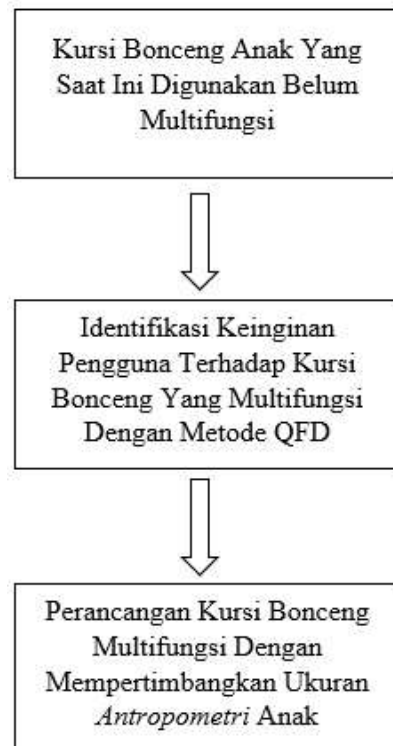 Kursi Bonceng Anak Yang
Saat Ini Digunakan Belum
Multifungsi
Identifikasi Keinginan
Pengguna Terhadap Kursi
Bonceng Yang Multifungsi
Dengan Metode QFD
Perancangan Kursi Bonceng
Multifungsi Dengan
Mempertimbangkan Ukuran
Antropometri Anak